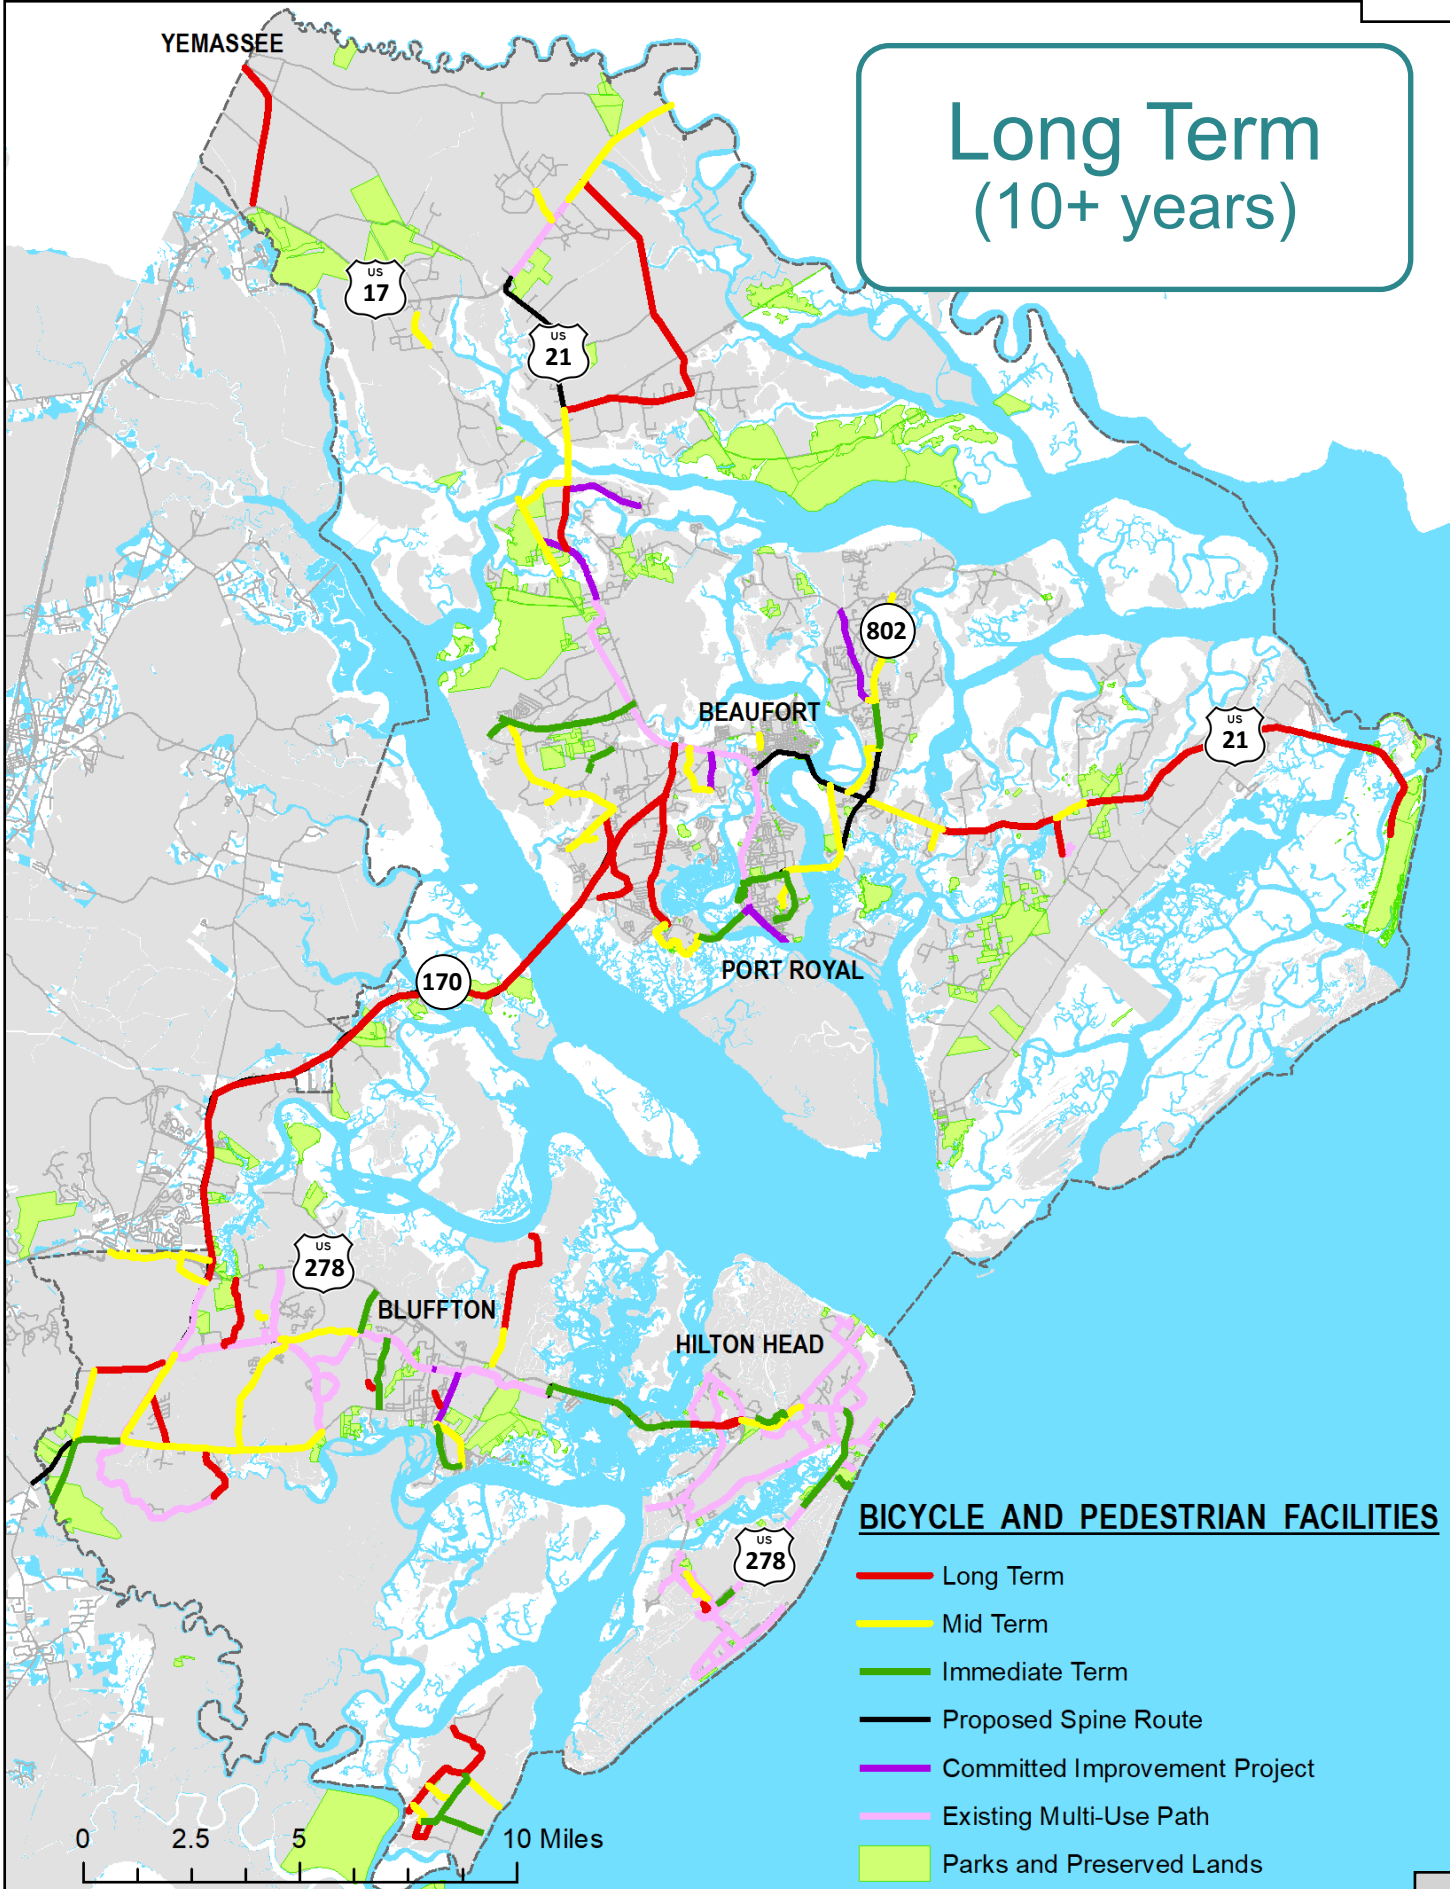 YEMASSEE
Long Term
(10+ years)
US
17
US
21
802
BEAUFORT
US
21
PORT ROYAL
170
US
278
BLUFFTON
HILTON HEAD
US
278
BICYCLE AND PEDESTRIAN FACILITIES
Long Term
Mid Term
Immediate Term
Proposed Spine Route
Committed Improvement Project
Existing Multi-Use Path
Parks and Preserved Lands
0 2.5 5 10 Miles